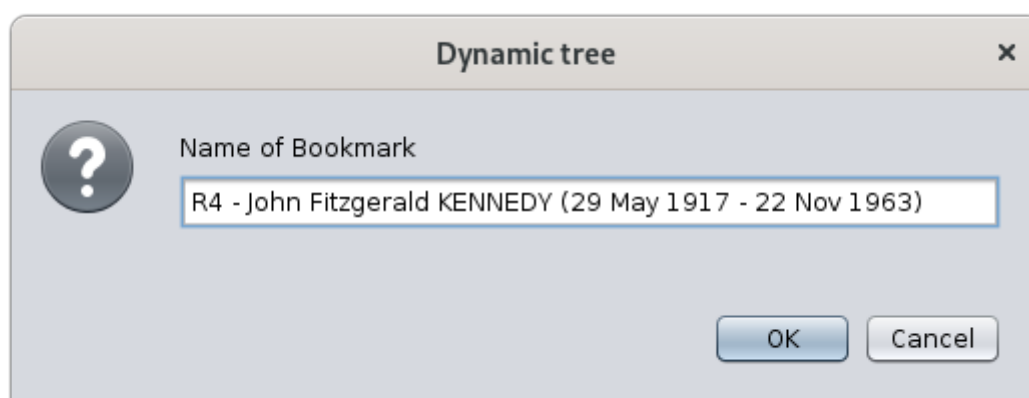 Dynamic tree
Name of Bookmark
R4 - John Fitzgerald KENNEDY (29 May 1917 - 22 Nov 1963)
OK Cancel